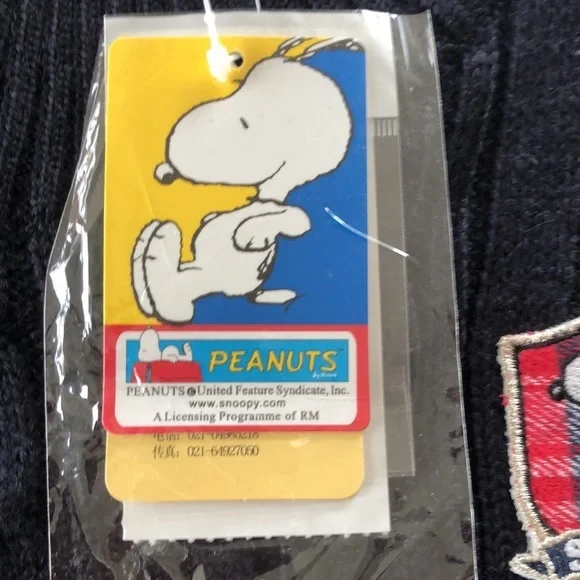 PEANUTS
PEANUTS © United Feature Syndicate, Inc.
www.snoopy.com
A Licensing Programme of RM
传真: 021-64927050